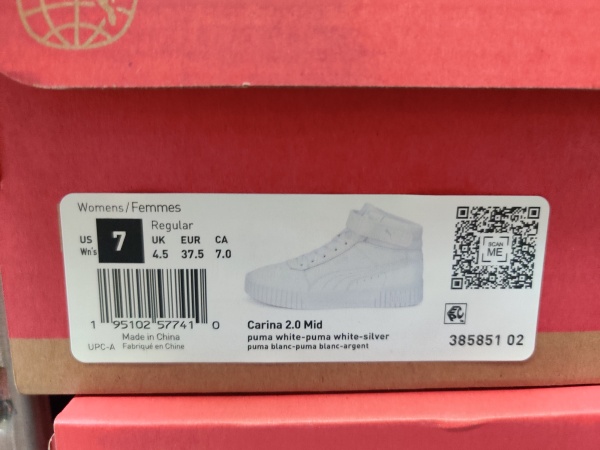 Womens/Femmes
Regular
US
Wn's
7
UK EUR CA
4.5 37.5 7.0
1 95102 57741 0
Made in China
UPC-A Fabriqué en Chine
Carina 2.0 Mid
puma white-puma white-silver
puma blanc-puma blanc-argent
SCAN
ME
385851 02